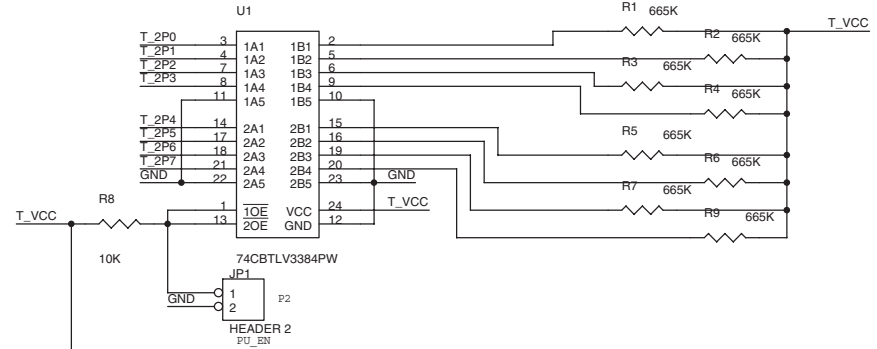 U1
R1 665K
T_VCC
R2 665K
T_2P0 3 1A1 1B1 2
T_2P1 4 1A2 1B2 5
R3 665K
T_2P2 7 1A3 1B3 6
T_2P3 8 1A4 1B4 9
R4 665K
11 1A5 1B5 10
T_2P4 14 2A1 2B1 15
R5 665K
T_2P5 17 2A2 2B2 16
T_2P6 18 2A3 2B3 19
R6 665K
T_2P7 21 2A4 2B4 20
GND 22 2A5 2B5 23 GND
R7 665K
R8
1 1OE VCC 24 T_VCC
T_VCC
13 2OE GND 12
R9 665K
10K
74CBTLV3384PW
JP1
1
GND 2
P2
HEADER 2
PU_EN